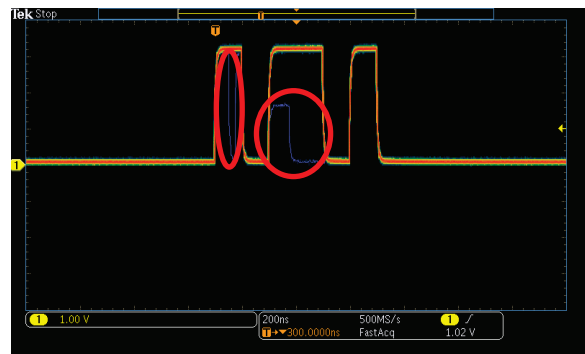 Tek Stop
T
T
1
1 1.00 V
200ns 500MS/s 1 ∫
T→▼300.0000ns FastAcq 1.02 V